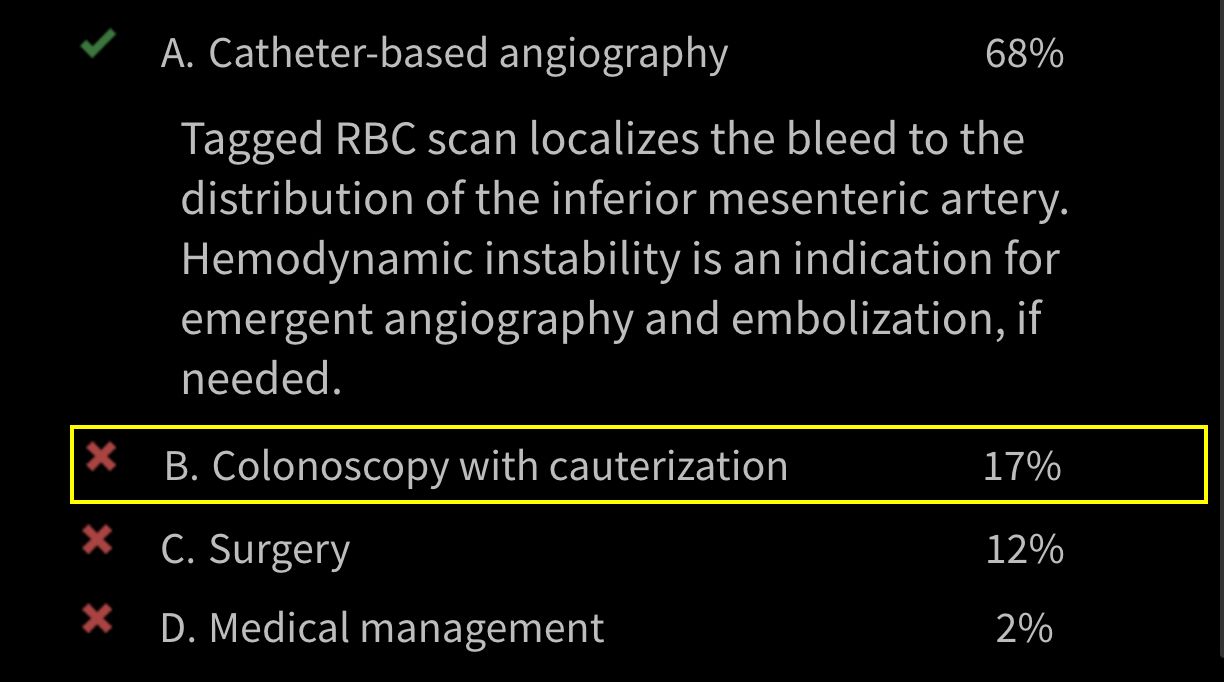 A. Catheter-based angiography 68%
Tagged RBC scan localizes the bleed to the
distribution of the inferior mesenteric artery.
Hemodynamic instability is an indication for
emergent angiography and embolization, if
needed.
B. Colonoscopy with cauterization 17%
C. Surgery 12%
D. Medical management 2%